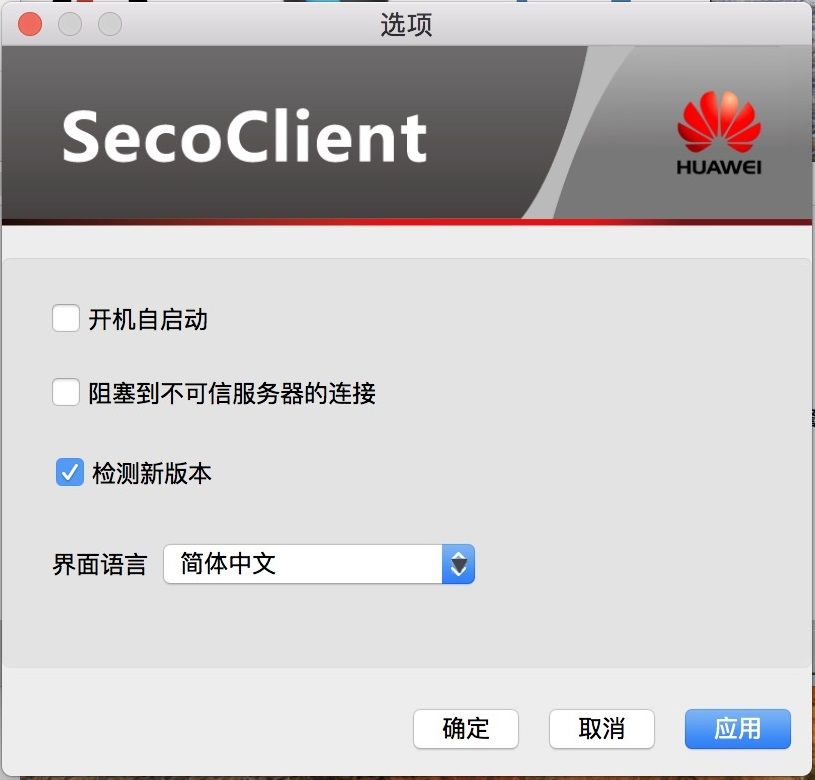 选项
SecoClient
HUAWEI
开机自启动
阻塞到不可信服务器的连接
检测新版本
界面语言 简体中文
确定 取消 应用